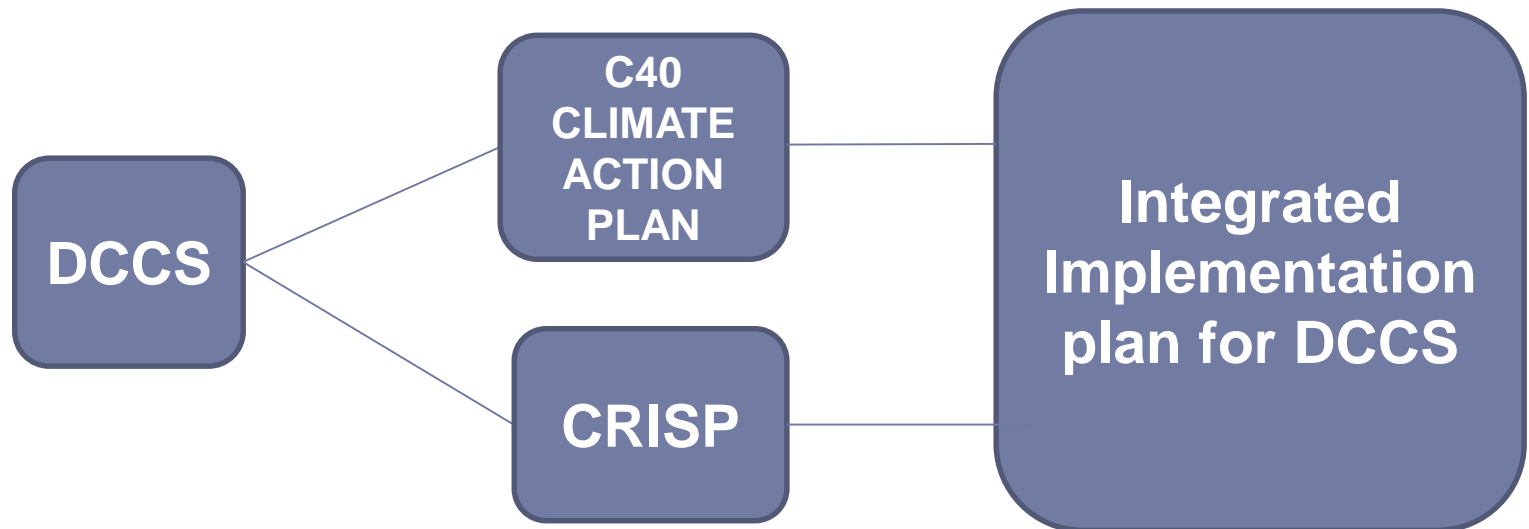 DCCS
C40
CLIMATE
ACTION
PLAN
CRISP
Integrated
Implementation
plan for DCCS